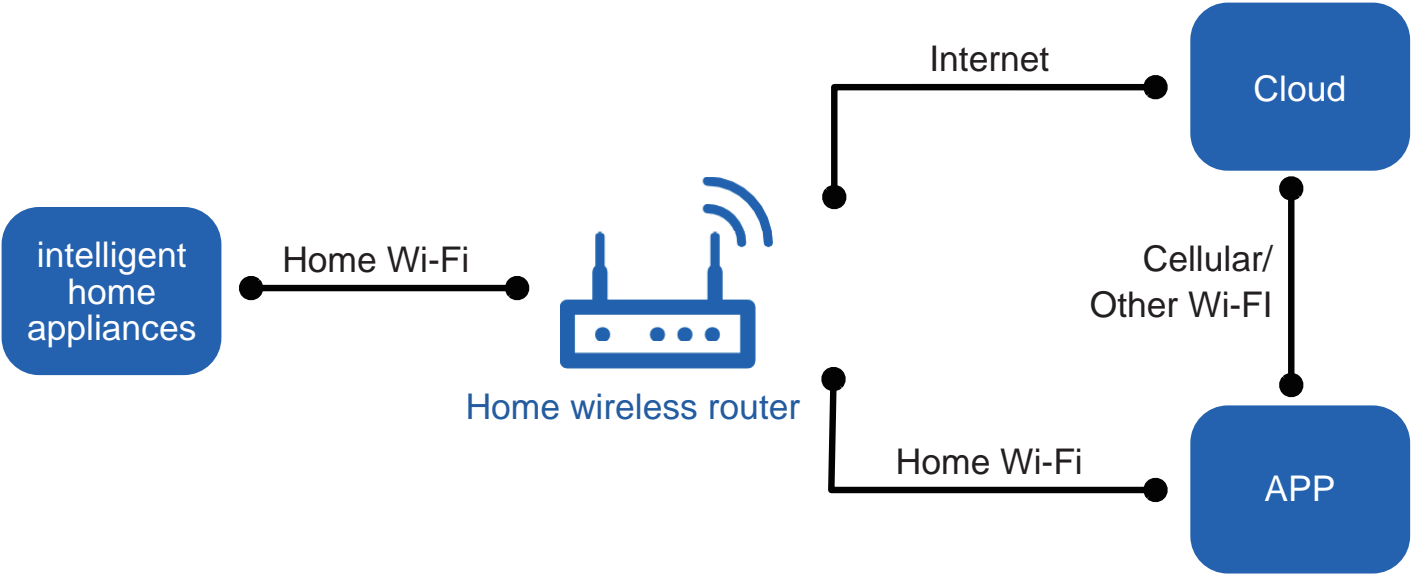 Internet
Cloud
intelligent
home
appliances
Home Wi-Fi
Cellular/
Other Wi-FI
Home wireless router
Home Wi-Fi
APP